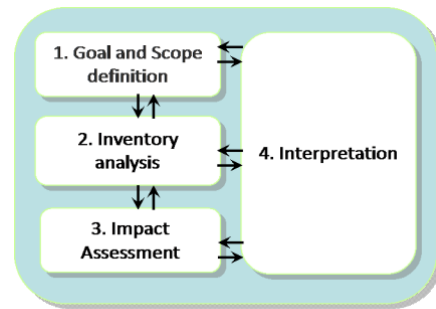 1. Goal and Scope
definition
2. Inventory
analysis
4. Interpretation
3. Impact
Assessment